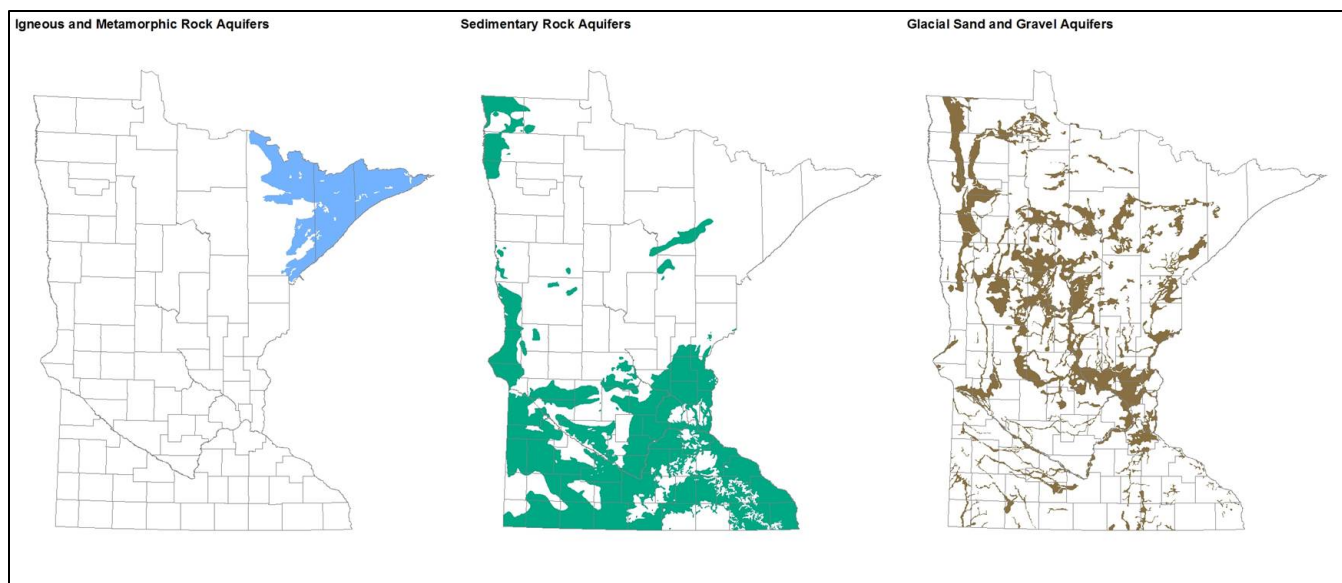 Igneous and Metamorphic Rock Aquifers
Sedimentary Rock Aquifers
Glacial Sand and Gravel Aquifers